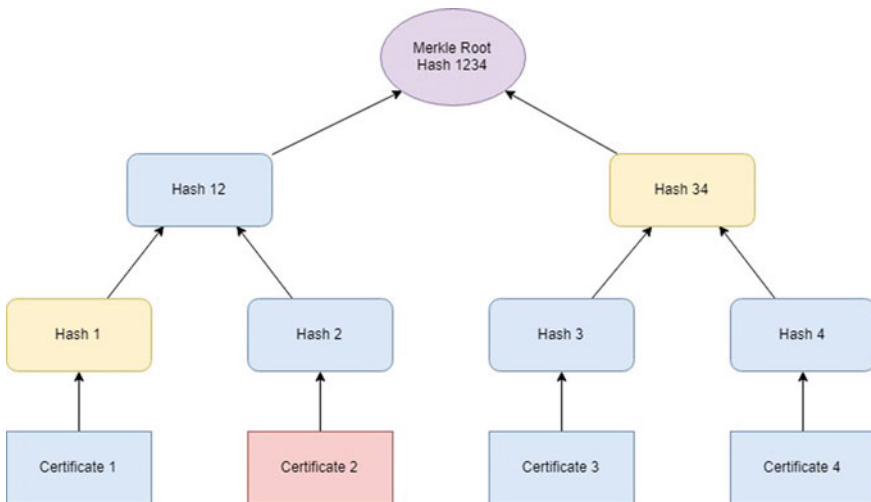 Merkle Root
Hash 1234
Hash 12
Hash 34
Hash 1
Hash 2
Hash 3
Hash 4
Certificate 1
Certificate 2
Certificate 3
Certificate 4